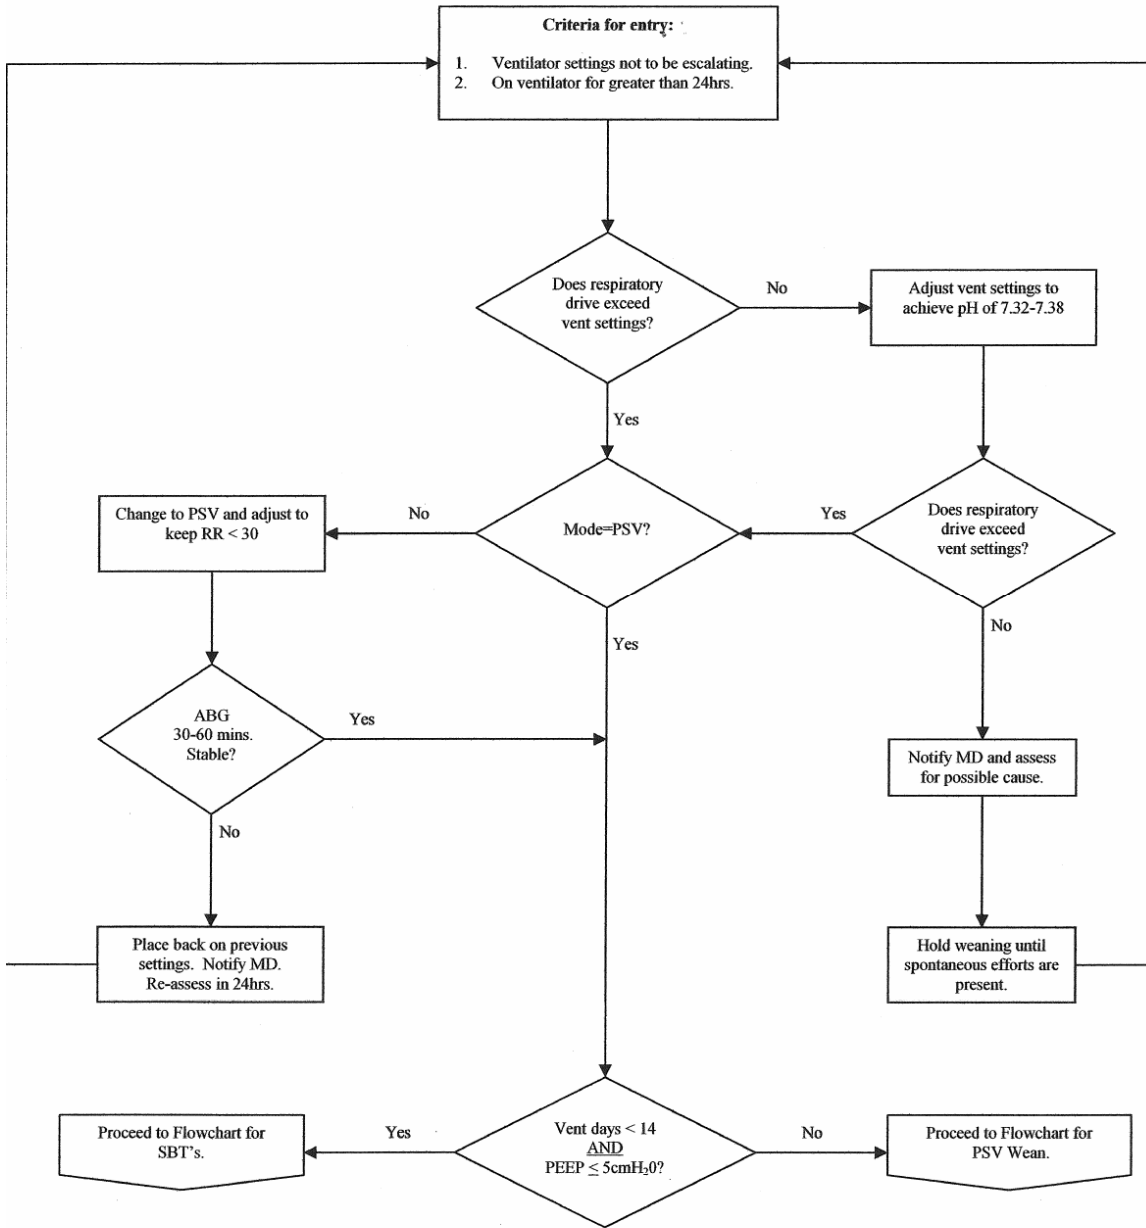 Criteria for entry:
1. Ventilator settings not to be escalating.
2. On ventilator for greater than 24hrs.
Does respiratory
drive exceed
vent settings?
No
Adjust vent settings to
achieve pH of 7.32-7.38
Yes
Change to PSV and adjust to
keep RR < 30
No
Mode=PSV?
Yes
Does respiratory
drive exceed
vent settings?
Yes
No
ABG
30-60 mins.
Stable?
Yes
Notify MD and assess
for possible cause.
No
Place back on previous
settings. Notify MD.
Re-assess in 24hrs.
Hold weaning until
spontaneous efforts are
present.
Proceed to Flowchart for
SBT's.
Yes
Vent days < 14
AND
PEEP ≤ 5cmH₂0?
No
Proceed to Flowchart for
PSV Wean.